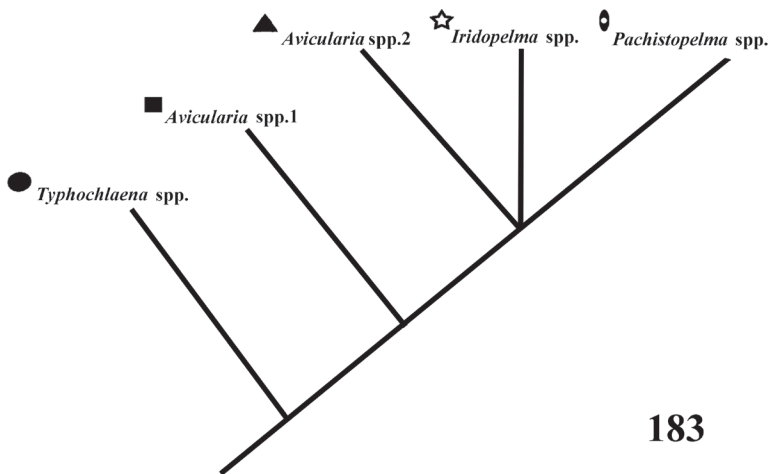 Avicularia spp.2
Iridopelma spp.
Pachistopelma spp.
Avicularia spp.1
Typhochlaena spp.
183